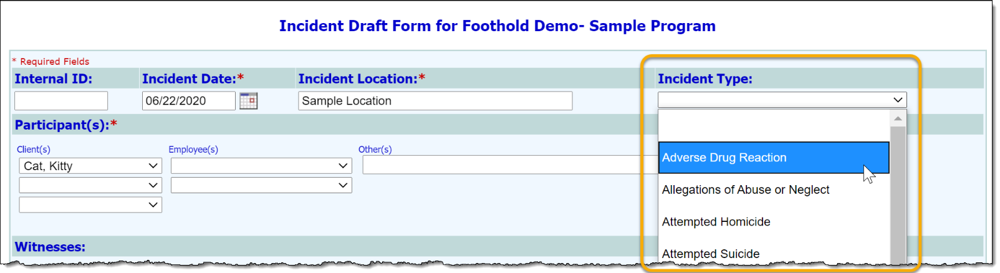 Incident Draft Form for Foothold Demo- Sample Program
* Required Fields
Internal ID: Incident Date:* Incident Location:* Incident Type:
06/22/2020 Sample Location
Participant(s):*
Client(s) Employee(s) Other(s)
Cat, Kitty
Adverse Drug Reaction
Allegations of Abuse or Neglect
Attempted Homicide
Witnesses:
Attempted Suicide